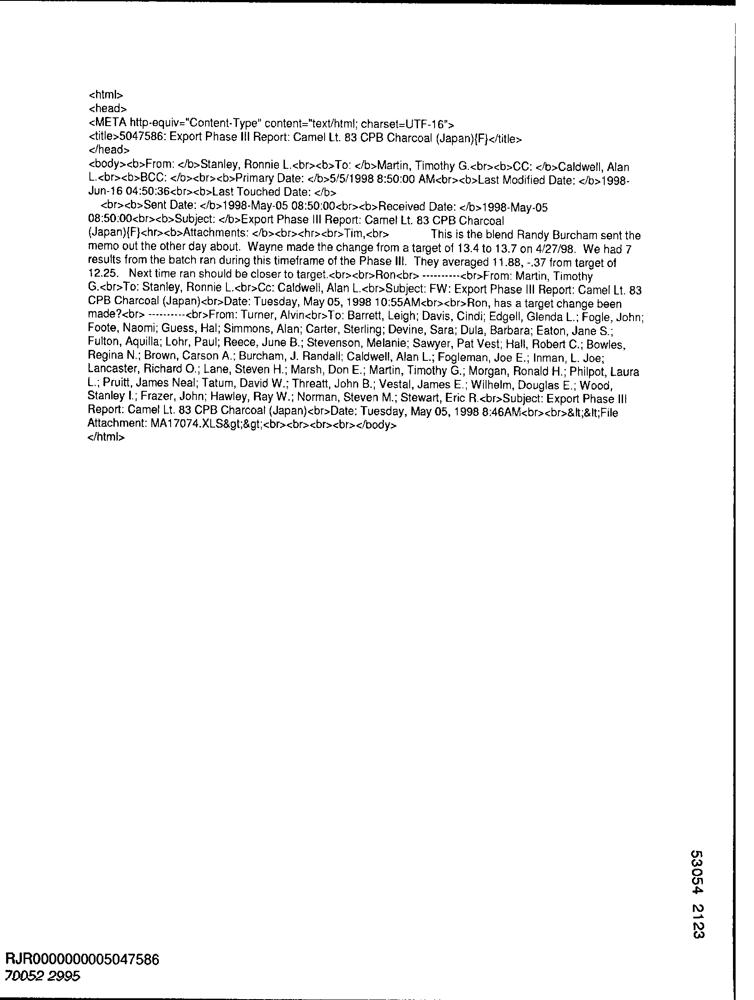 <html>
<head>
<META http-equiv="Content-Type" content="text/html; charset=UTF-16">
<title>5047586: Export Phase III Report: Camel Lt. 83 CPB Charcoal (Japan){F}</title>
</head>
<body><b>From: </b>Stanley, Ronnie L.<br><b>To: </b>Martin, Timothy G.<br><b>CC: </b>Caldwell, Alan
L.<br><b>BCC: </b><br><b>Primary Date: </b>5/5/1998 8:50:00 AM<br><b>Last Modified Date: </b>1998-
Jun-16 04:50:36<br><b>Last Touched Date: </b>
<br><b>Sent Date: </b>1998-May-05 08:50:00<br><b>Received Date: </b>1998-May-05
08:50:00<br><b>Subject: </b>Export Phase III Report: Camel Lt. 83 CPB Charcoal
(Japan){F}<hr><b>Attachments: </b><br><hr><br>Tim,<br> This is the blend Randy Burcham sent the
memo out the other day about. Wayne made the change from a target of 13.4 to 13.7 on 4/27/98. We had 7
results from the batch ran during this timeframe of the Phase III. They averaged 11.88, -.37 from target of
12.25. Next time ran should be closer to target.<br><br>Ron<br> ----------<br>From: Martin, Timothy
G.<br>To: Stanley, Ronnie L.<br>Cc: Caldwell, Alan L.<br>Subject: FW: Export Phase III Report: Camel Lt. 83
CPB Charcoal (Japan)<br>Date: Tuesday, May 05, 1998 10:55AM<br><br>Ron, has a target change been
made?<br> ----------<br>From: Turner, Alvin<br>To: Barrett, Leigh; Davis, Cindi; Edgell, Glenda L.; Fogle, John;
Foote, Naomi; Guess, Hal; Simmons, Alan; Carter, Sterling; Devine, Sara; Dula, Barbara; Eaton, Jane S.;
Fulton, Aquilla; Lohr, Paul; Reece, June B.; Stevenson, Melanie; Sawyer, Pat Vest; Hall, Robert C.; Bowles,
Regina N.; Brown, Carson A.; Burcham, J. Randall; Caldwell, Alan L.; Fogleman, Joe E.; Inman, L. Joe;
Lancaster, Richard O.; Lane, Steven H.; Marsh, Don E.; Martin, Timothy G.; Morgan, Ronald H.; Philpot, Laura
L.; Pruitt, James Neal; Tatum, David W.; Threatt, John B.; Vestal, James E.; Wilhelm, Douglas E.; Wood,
Stanley I.; Frazer, John; Hawley, Ray W.; Norman, Steven M.; Stewart, Eric R.<br>Subject: Export Phase III
Report: Camel Lt. 83 CPB Charcoal (Japan)<br>Date: Tuesday, May 05, 1998 8:46AM<br><br>&lt;&lt;File
Attachment: MA17074.XLS&gt;&gt;<br><br><br><br></body>
</html>
53054 2123
RJR0000000005047586
70052 2995